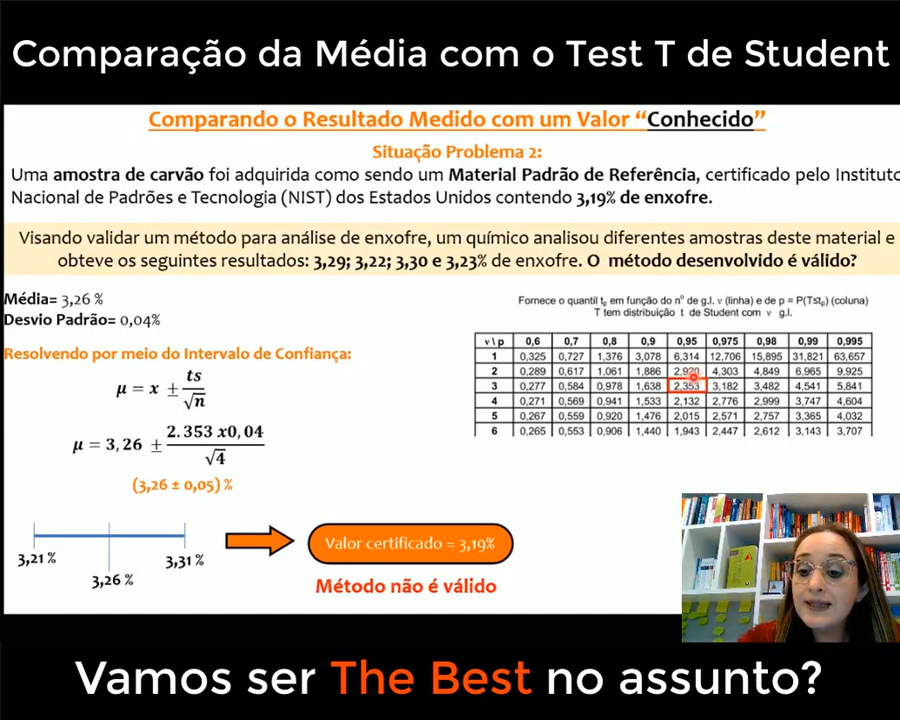 Comparação da Média com o Test T de Student
Comparando o Resultado Medido com um Valor “Conhecido”
Situação Problema 2:
Uma amostra de carvão foi adquirida como sendo um Material Padrão de Referência, certificado pelo Instituto
Nacional de Padrões e Tecnologia (NIST) dos Estados Unidos contendo 3,19% de enxofre.
Visando validar um método para análise de enxofre, um químico analisou diferentes amostras deste material e
obteve os seguintes resultados: 3,29; 3,22; 3,30 e 3,23% de enxofre. O método desenvolvido é válido?
Média= 3,26 %
Desvio Padrão= 0,04%
Resolvendo por meio do Intervalo de Confiança:
μ = x ± ts/√n
μ = 3,26 ± 2.353 x0,04/√4
(3,26 ± 0,05) %
3,21 %
3,26 %
3,31 %
Valor certificado = 3,19%
Método não é válido
Fornece o quantil tₚ em função do nº de g.l. ν (linha) e de p = P(T≤tₚ) (coluna)
T tem distribuição t de Student com ν g.l.
ν \ p 0,6 0,7 0,8 0,9 0,95 0,975 0,98 0,99 0,995
1 0,325 0,727 1,376 3,078 6,314 12,706 15,895 31,821 63,657
2 0,289 0,617 1,061 1,886 2,920 4,303 4,849 6,965 9,925
3 0,277 0,584 0,978 1,638 2,353 3,182 3,482 4,541 5,841
4 0,271 0,569 0,941 1,533 2,132 2,776 2,999 3,747 4,604
5 0,267 0,559 0,920 1,476 2,015 2,571 2,757 3,365 4,032
6 0,265 0,553 0,906 1,440 1,943 2,447 2,612 3,143 3,707
Vamos ser The Best no assunto?